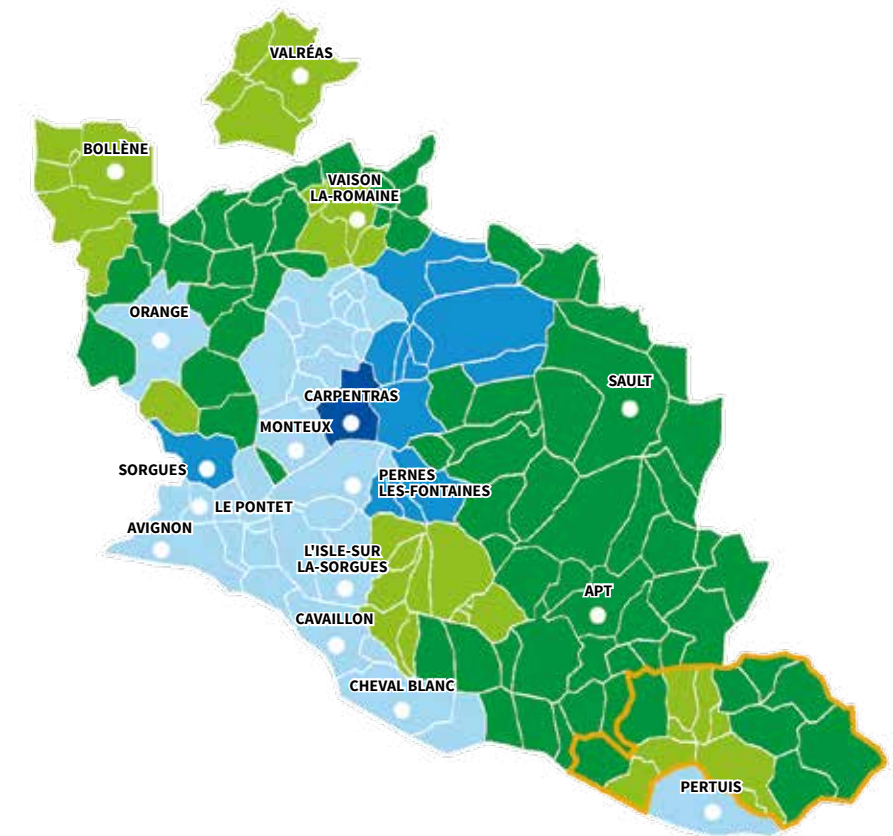 VALRÉAS
BOLLÈNE
VAISON
LA-ROMAINE
ORANGE
SAULT
CARPENTRAS
MONTEUX
SORGUES
PERNES
LES-FONTAINES
LE PONTET
AVIGNON
L'ISLE-SUR
LA-SORGUES
APT
CAVAILLON
CHEVAL BLANC
PERTUIS